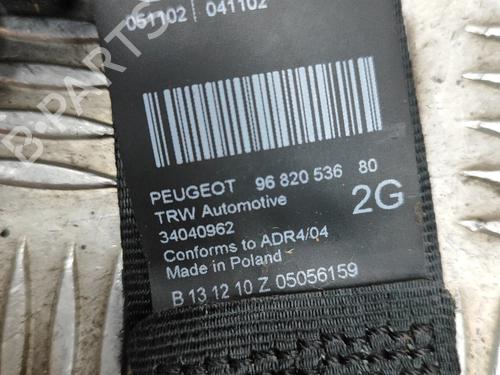 051102 041102
PEUGEOT 96 820 536 80
TRW Automotive 2G
34040962
Conforms to ADR4/04
Made in Poland
B 13 12 10 Z 05056159